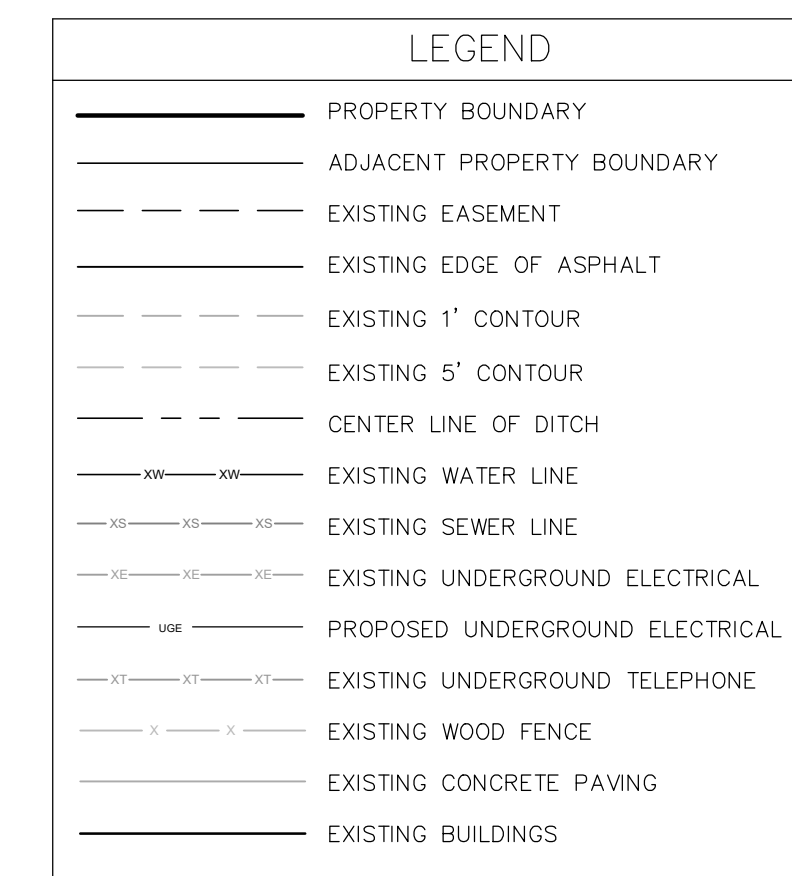 LEGEND
PROPERTY BOUNDARY
ADJACENT PROPERTY BOUNDARY
EXISTING EASEMENT
EXISTING EDGE OF ASPHALT
EXISTING 1' CONTOUR
EXISTING 5' CONTOUR
CENTER LINE OF DITCH
XW XW EXISTING WATER LINE
XS XS XS EXISTING SEWER LINE
XE XE XE EXISTING UNDERGROUND ELECTRICAL
UGE PROPOSED UNDERGROUND ELECTRICAL
XT XT XT EXISTING UNDERGROUND TELEPHONE
X X EXISTING WOOD FENCE
EXISTING CONCRETE PAVING
EXISTING BUILDINGS